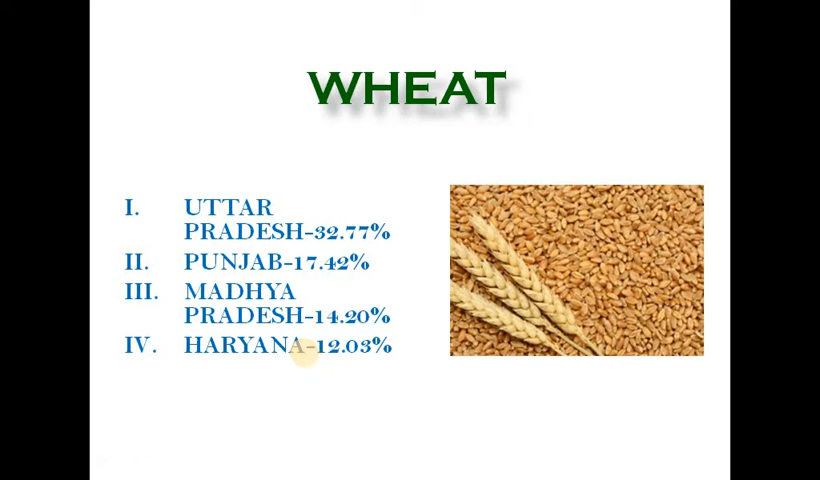 WHEAT
I. UTTAR
PRADESH-32.77%
II. PUNJAB-17.42%
III. MADHYA
PRADESH-14.20%
IV. HARYANA-12.03%